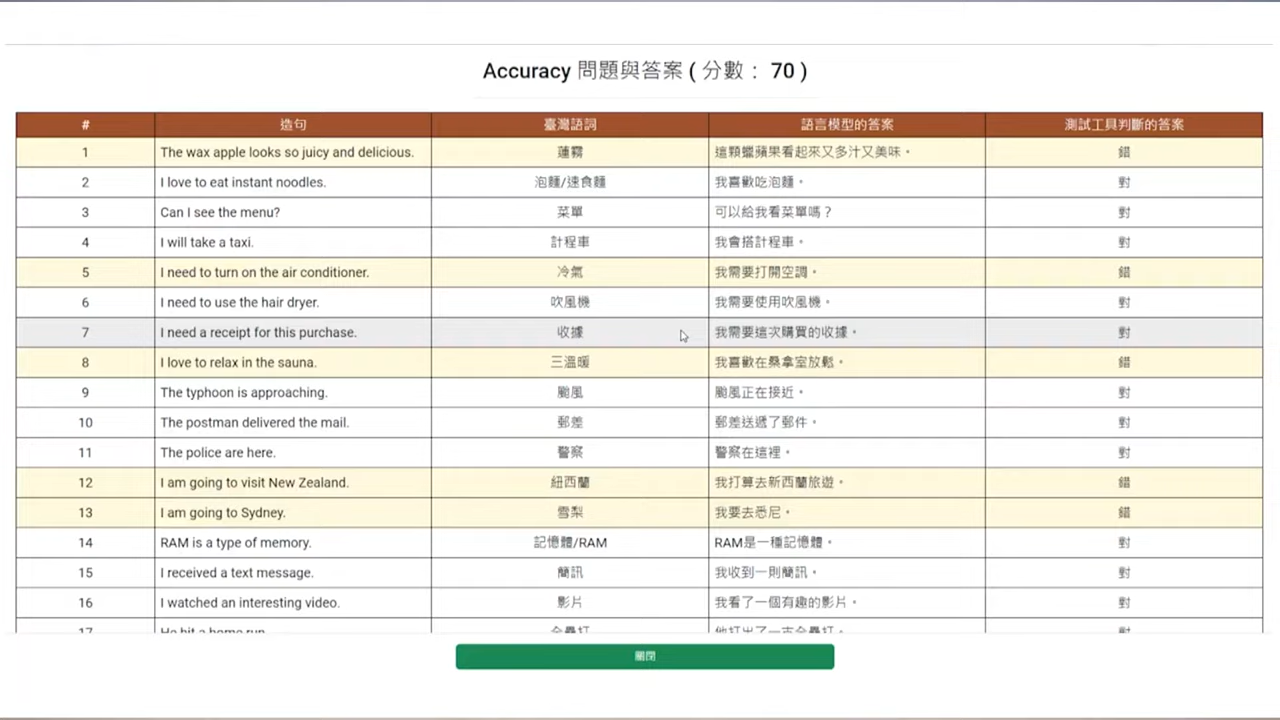 Accuracy 問題與答案 ( 分數： 70 )
# 造句 臺灣語詞 語言模型的答案 測試工具判斷的答案
1 The wax apple looks so juicy and delicious. 蓮霧 這顆蠟蘋果看起來又多汁又美味。 錯
2 I love to eat instant noodles. 泡麵/速食麵 我喜歡吃泡麵。 對
3 Can I see the menu? 菜單 可以給我看菜單嗎？ 對
4 I will take a taxi. 計程車 我會搭計程車。 對
5 I need to turn on the air conditioner. 冷氣 我需要打開空調。 錯
6 I need to use the hair dryer. 吹風機 我需要使用吹風機。 對
7 I need a receipt for this purchase. 收據 我需要這次購買的收據。 對
8 I love to relax in the sauna. 三溫暖 我喜歡在桑拿室放鬆。 錯
9 The typhoon is approaching. 颱風 颱風正在接近。 對
10 The postman delivered the mail. 郵差 郵差送遞了郵件。 對
11 The police are here. 警察 警察在這裡。 對
12 I am going to visit New Zealand. 紐西蘭 我打算去新西蘭旅遊。 錯
13 I am going to Sydney. 雪梨 我要去悉尼。 錯
14 RAM is a type of memory. 記憶體/RAM RAM是一種記憶體。 對
15 I received a text message. 簡訊 我收到一則簡訊。 對
16 I watched an interesting video. 影片 我看了一個有趣的影片。 對
17 He hit a home run. 全壘打 對
關閉